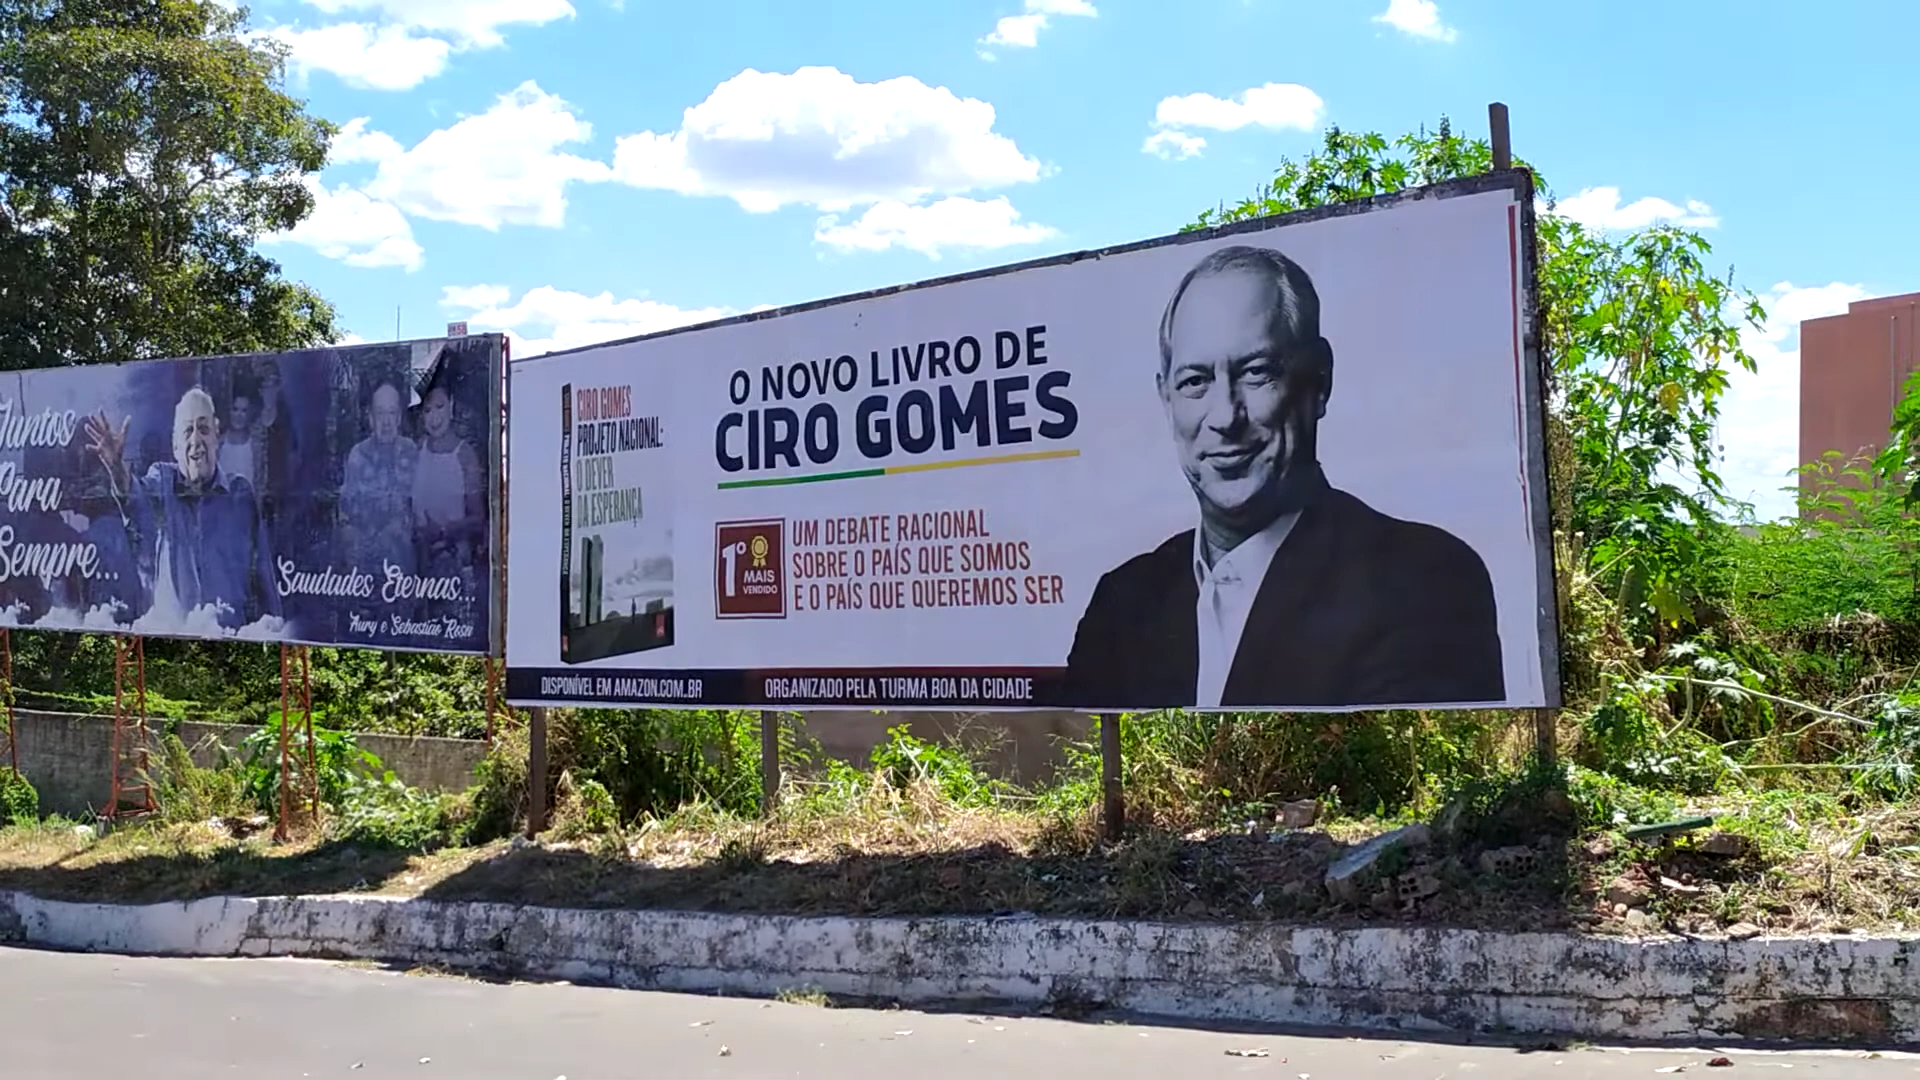 Juntos
Para
Sempre...
Saudades Eternas...
Aury e Sebastião Rosa
CIRO GOMES
PROJETO NACIONAL:
O DEVER
DA ESPERANÇA
O NOVO LIVRO DE
CIRO GOMES
1º
MAIS
VENDIDO
UM DEBATE RACIONAL
SOBRE O PAÍS QUE SOMOS
E O PAÍS QUE QUEREMOS SER
DISPONÍVEL EM AMAZON.COM.BR
ORGANIZADO PELA TURMA BOA DA CIDADE